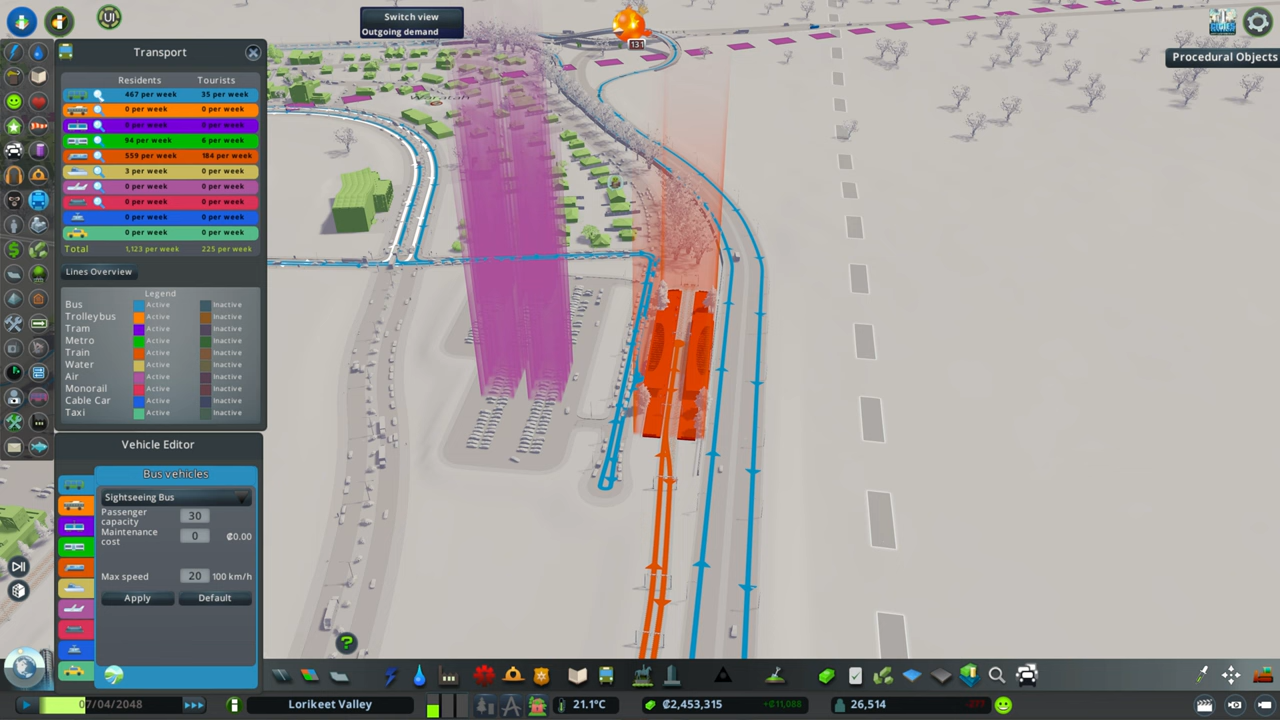 Switch view
Outgoing demand
131
Procedural Objects
UI
Transport
Residents Tourists
467 per week 35 per week
0 per week 0 per week
0 per week 0 per week
94 per week 6 per week
559 per week 184 per week
3 per week 0 per week
0 per week 0 per week
0 per week 0 per week
0 per week 0 per week
0 per week 0 per week
Total 1,123 per week 225 per week
Lines Overview
Legend
Bus Active Inactive
Trolleybus Active Inactive
Tram Active Inactive
Metro Active Inactive
Train Active Inactive
Water Active Inactive
Air Active Inactive
Monorail Active Inactive
Cable Car Active Inactive
Taxi Active Inactive
Waratah
Vehicle Editor
Bus vehicles
Sightseeing Bus
Passenger capacity 30
Maintenance cost 0 ₡0.00
Max speed 20 100 km/h
Apply Default
?
07/04/2048
Lorikeet Valley
21.1°C
₡2,453,315 +₡11,088
26,514 -277